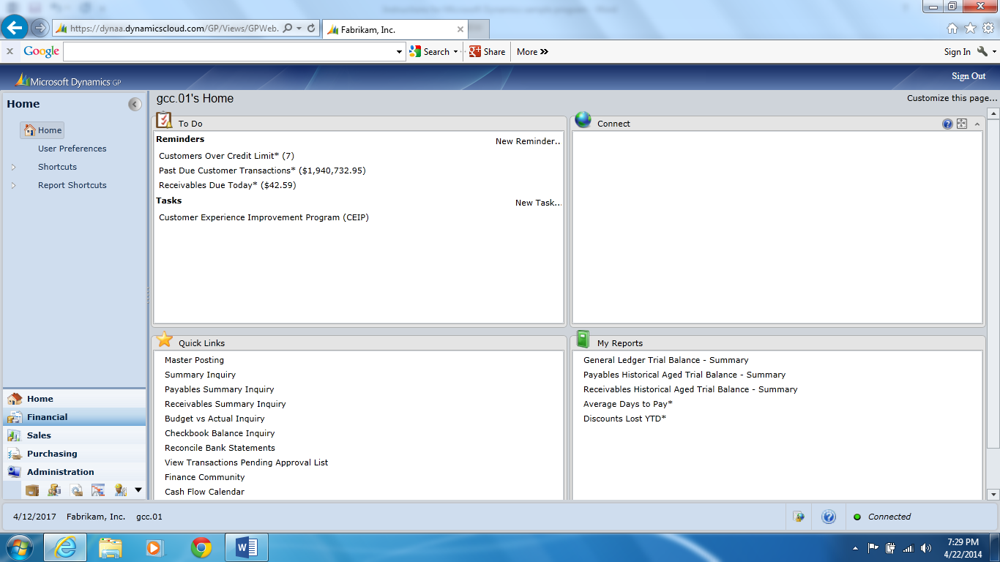 https://dynaa.dynamicscloud.com/GP/Views/GPWeb.
Fabrikam, Inc.
Google
Search
Share
More
Sign In
Microsoft Dynamics GP
Sign Out
Home
gcc.01's Home
Customize this page...
Home
User Preferences
Shortcuts
Report Shortcuts
To Do
Reminders
New Reminder..
Customers Over Credit Limit* (7)
Past Due Customer Transactions* ($1,940,732.95)
Receivables Due Today* ($42.59)
Tasks
New Task...
Customer Experience Improvement Program (CEIP)
Connect
Quick Links
Master Posting
Summary Inquiry
Payables Summary Inquiry
Receivables Summary Inquiry
Budget vs Actual Inquiry
Checkbook Balance Inquiry
Reconcile Bank Statements
View Transactions Pending Approval List
Finance Community
Cash Flow Calendar
My Reports
General Ledger Trial Balance - Summary
Payables Historical Aged Trial Balance - Summary
Receivables Historical Aged Trial Balance - Summary
Average Days to Pay*
Discounts Lost YTD*
Home
Financial
Sales
Purchasing
Administration
4/12/2017 Fabrikam, Inc. gcc.01
Connected
7:29 PM
4/22/2014